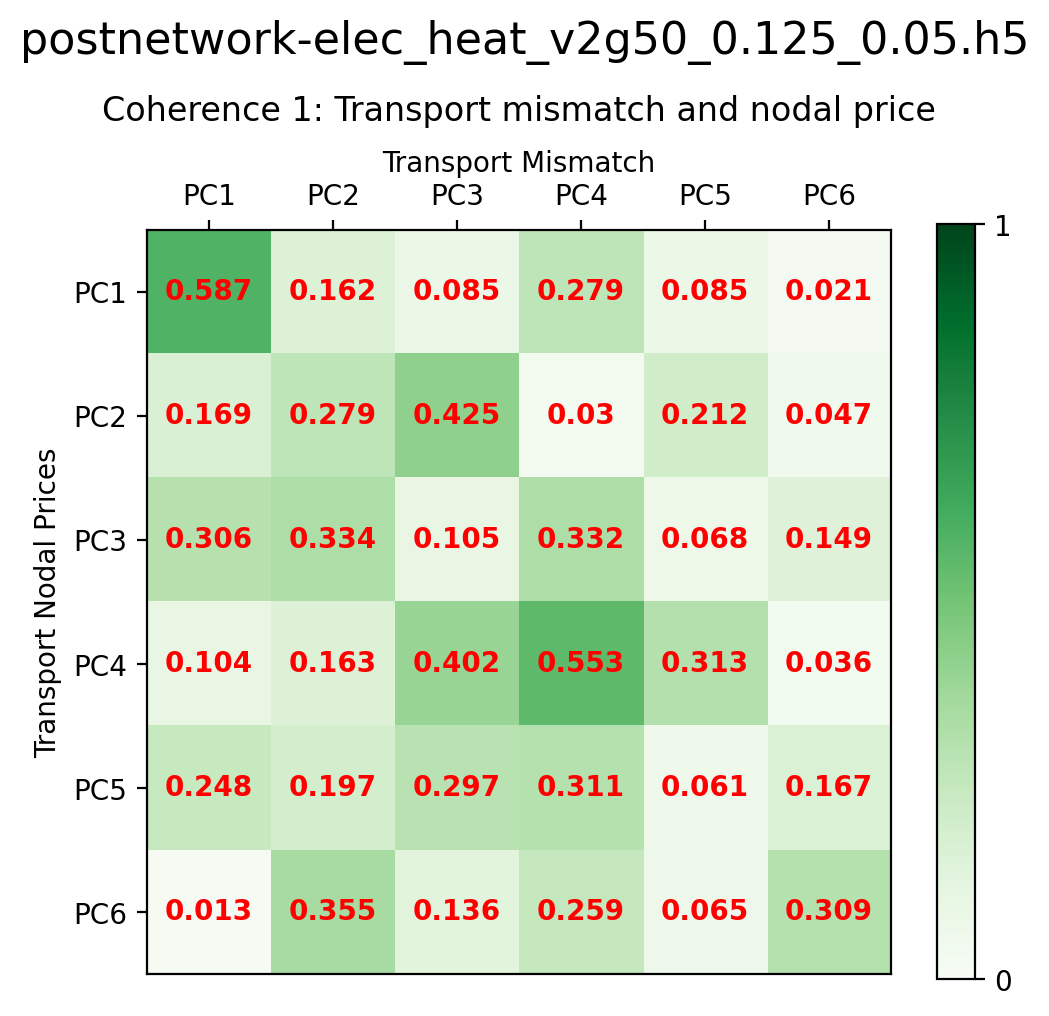 postnetwork-elec_heat_v2g50_0.125_0.05.h5
Coherence 1: Transport mismatch and nodal price
Transport Mismatch
PC1 PC2 PC3 PC4 PC5 PC6
1
PC1 0.587 0.162 0.085 0.279 0.085 0.021
PC2 0.169 0.279 0.425 0.03 0.212 0.047
PC3 0.306 0.334 0.105 0.332 0.068 0.149
Transport Nodal Prices
PC4 0.104 0.163 0.402 0.553 0.313 0.036
PC5 0.248 0.197 0.297 0.311 0.061 0.167
PC6 0.013 0.355 0.136 0.259 0.065 0.309
0